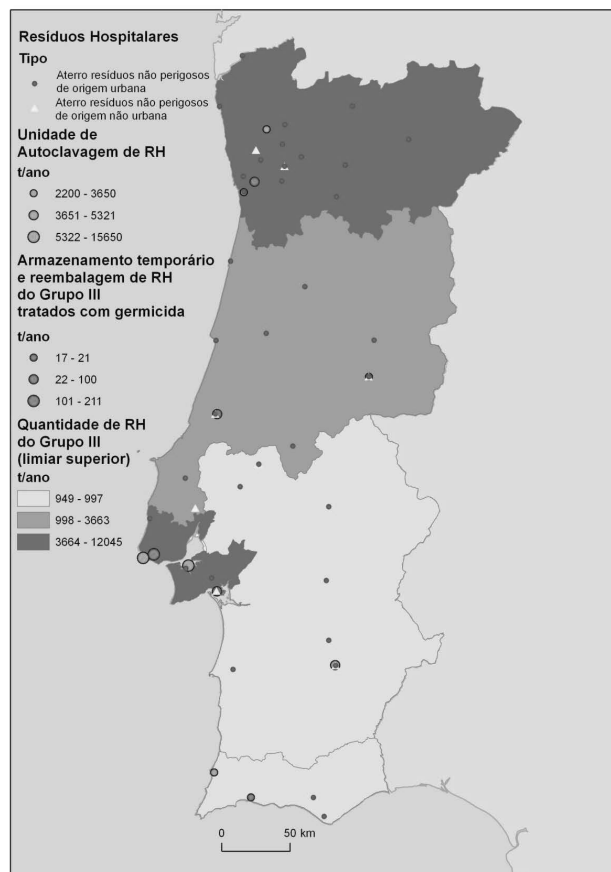 Resíduos Hospitalares
Tipo
Aterro resíduos não perigosos
de origem urbana
Aterro resíduos não perigosos
de origem não urbana
Unidade de
Autoclavagem de RH
t/ano
2200 - 3650
3651 - 5321
5322 - 15650
Armazenamento temporário
e reembalagem de RH
do Grupo III
tratados com germicida
t/ano
17 - 21
22 - 100
101 - 211
Quantidade de RH
do Grupo III
(limiar superior)
t/ano
949 - 997
998 - 3663
3664 - 12045
0 50 km